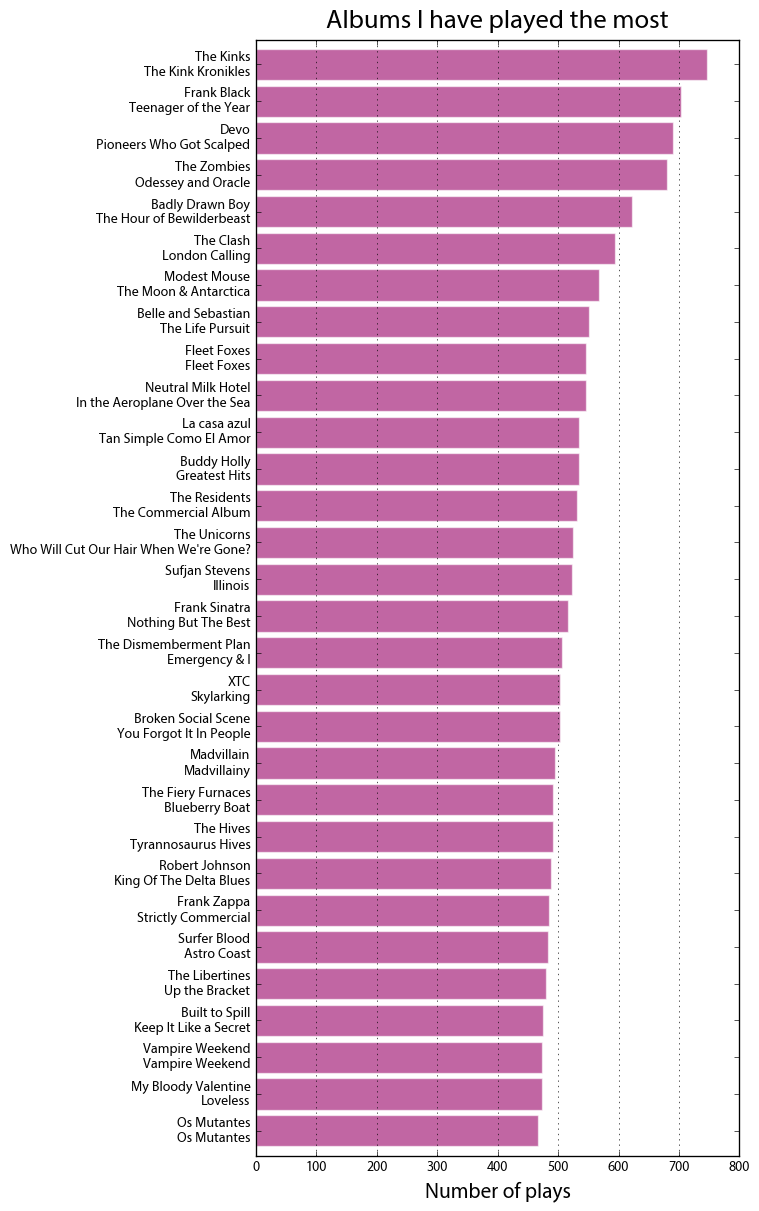 Albums I have played the most
The Kinks
The Kink Kronikles
Frank Black
Teenager of the Year
Devo
Pioneers Who Got Scalped
The Zombies
Odessey and Oracle
Badly Drawn Boy
The Hour of Bewilderbeast
The Clash
London Calling
Modest Mouse
The Moon & Antarctica
Belle and Sebastian
The Life Pursuit
Fleet Foxes
Fleet Foxes
Neutral Milk Hotel
In the Aeroplane Over the Sea
La casa azul
Tan Simple Como El Amor
Buddy Holly
Greatest Hits
The Residents
The Commercial Album
The Unicorns
Who Will Cut Our Hair When We're Gone?
Sufjan Stevens
Illinois
Frank Sinatra
Nothing But The Best
The Dismemberment Plan
Emergency & I
XTC
Skylarking
Broken Social Scene
You Forgot It In People
Madvillain
Madvillainy
The Fiery Furnaces
Blueberry Boat
The Hives
Tyrannosaurus Hives
Robert Johnson
King Of The Delta Blues
Frank Zappa
Strictly Commercial
Surfer Blood
Astro Coast
The Libertines
Up the Bracket
Built to Spill
Keep It Like a Secret
Vampire Weekend
Vampire Weekend
My Bloody Valentine
Loveless
Os Mutantes
Os Mutantes
0 100 200 300 400 500 600 700 800
Number of plays